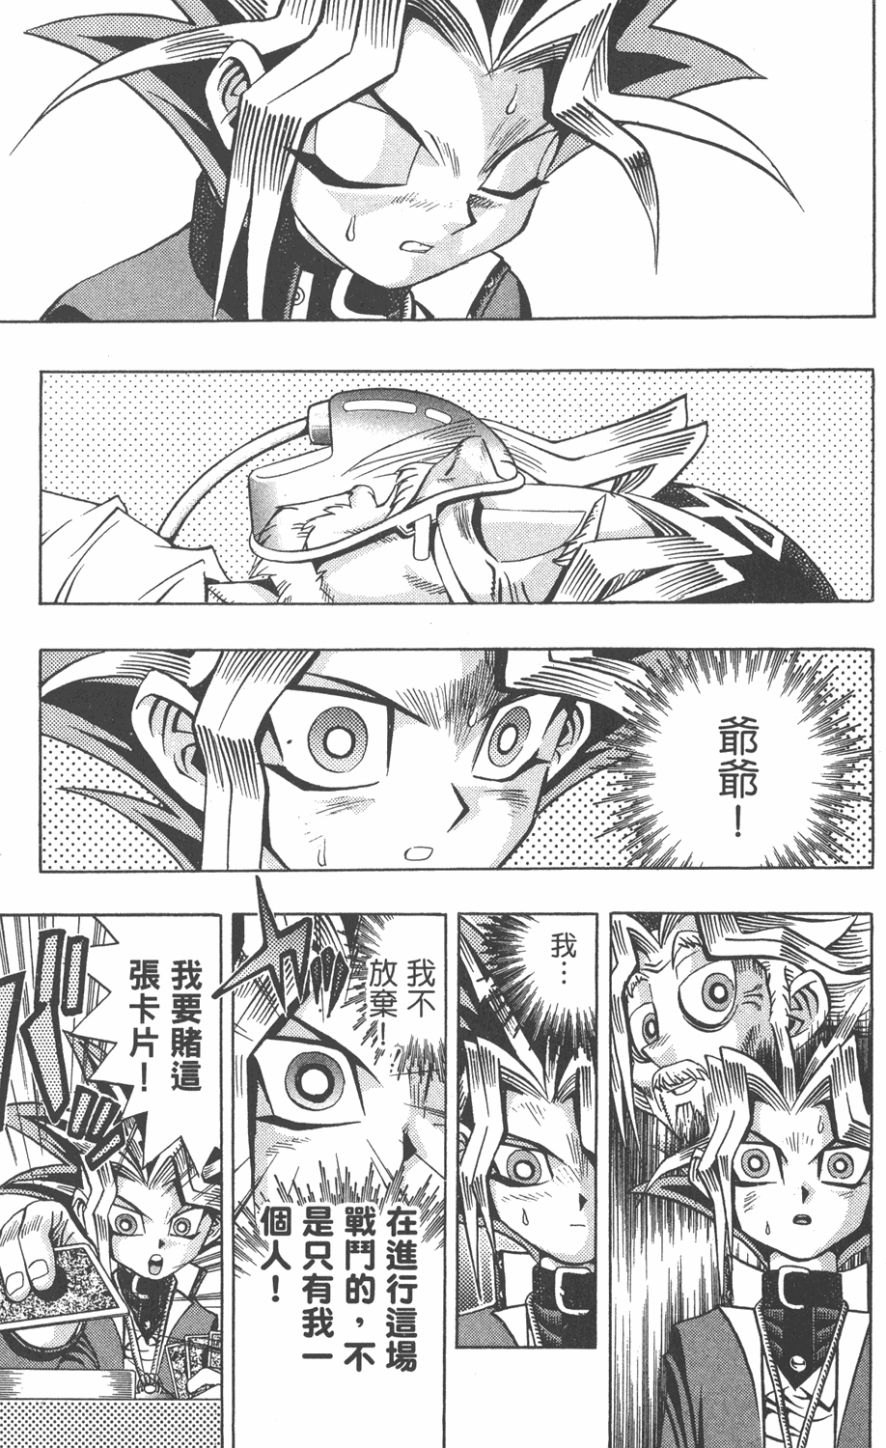 爺爺！
我…
我不
放棄！
在進行這場
戰鬥的，不
是只有我一
個人！
我要賭這
張卡片！